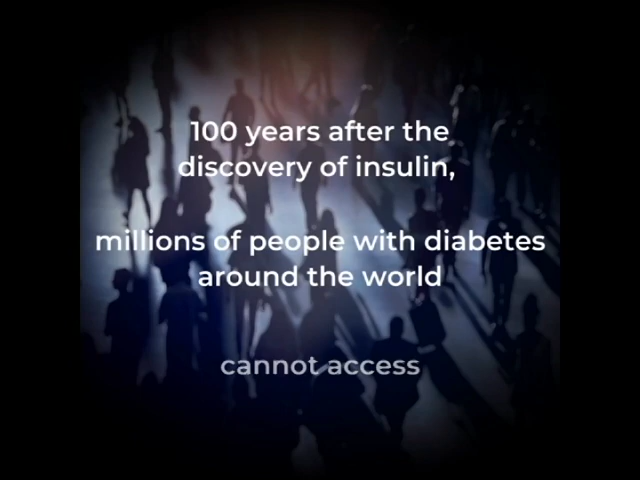 100 years after the
discovery of insulin,
millions of people with diabetes
around the world
cannot access